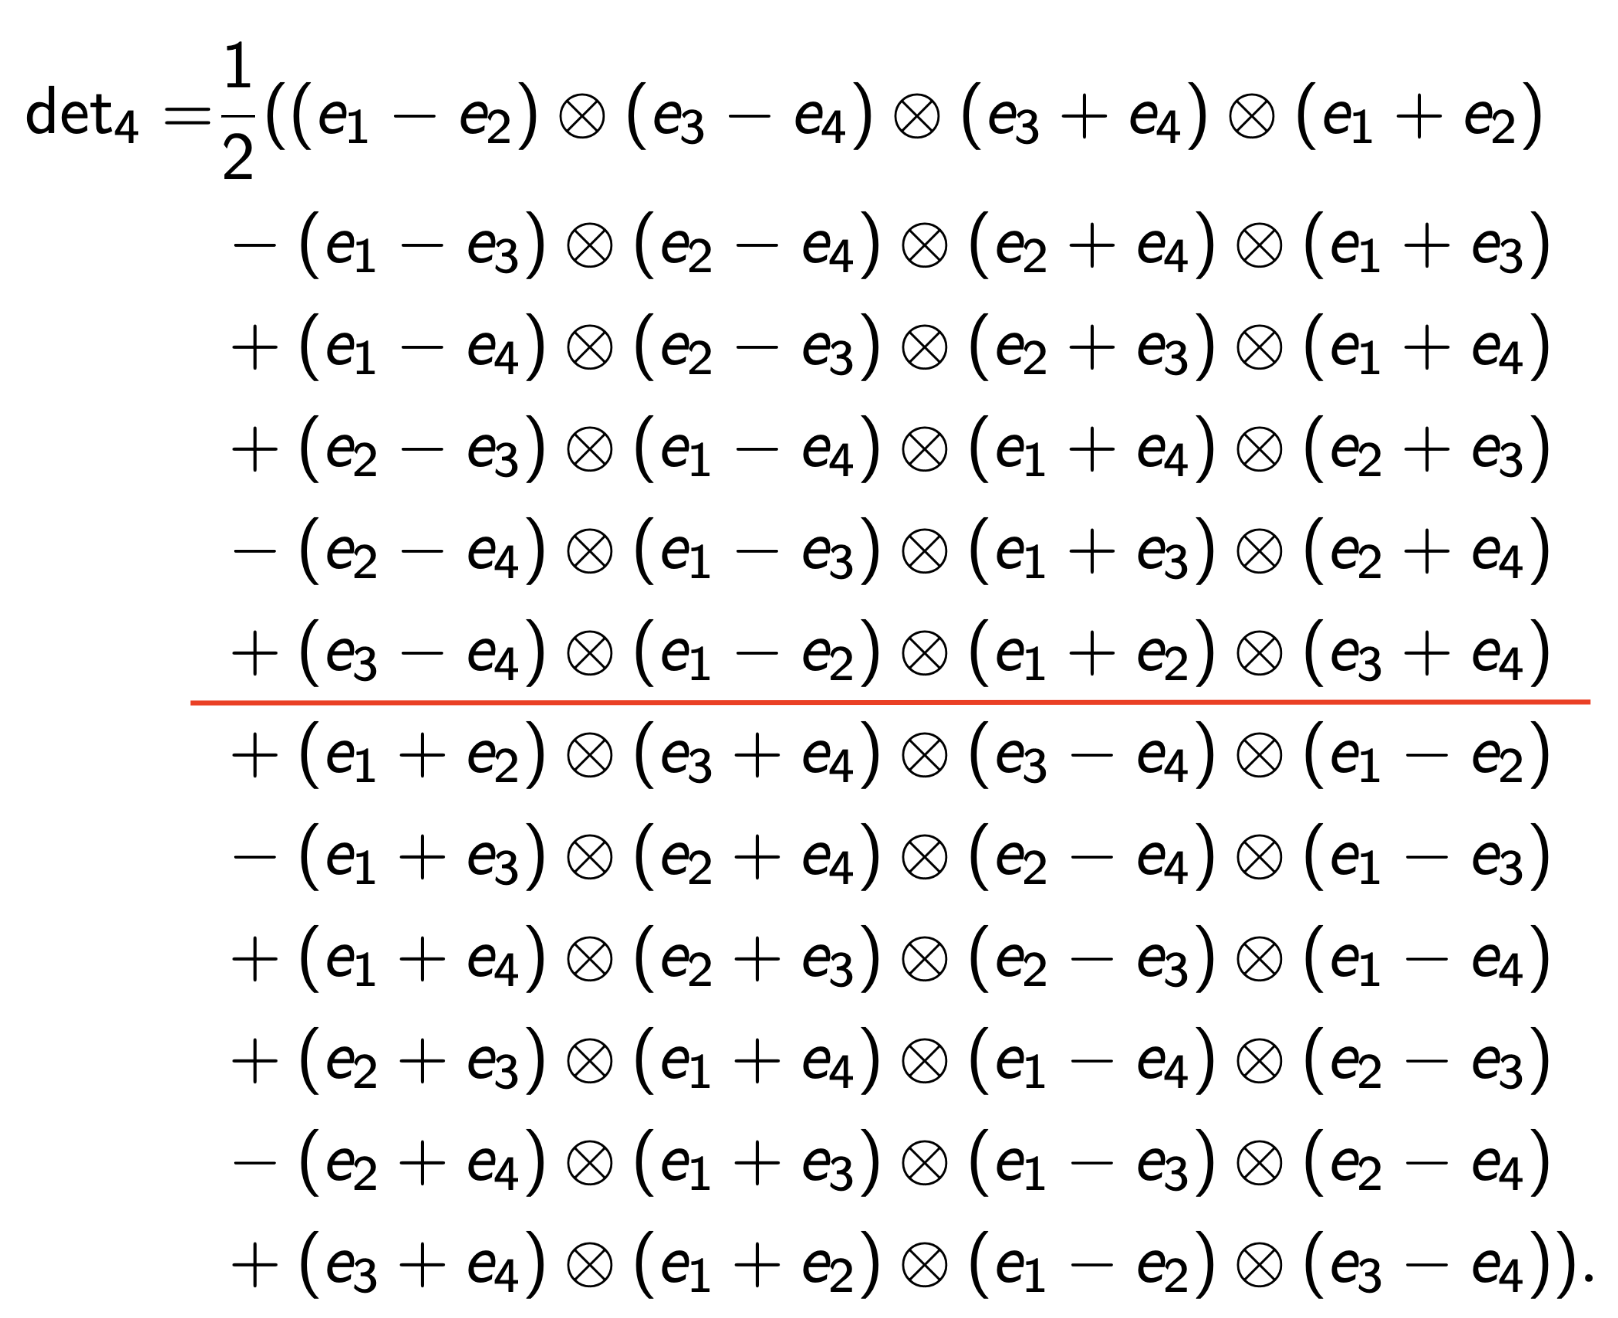 det₄ = 1/2((e₁ − e₂) ⊗ (e₃ − e₄) ⊗ (e₃ + e₄) ⊗ (e₁ + e₂)
− (e₁ − e₃) ⊗ (e₂ − e₄) ⊗ (e₂ + e₄) ⊗ (e₁ + e₃)
+ (e₁ − e₄) ⊗ (e₂ − e₃) ⊗ (e₂ + e₃) ⊗ (e₁ + e₄)
+ (e₂ − e₃) ⊗ (e₁ − e₄) ⊗ (e₁ + e₄) ⊗ (e₂ + e₃)
− (e₂ − e₄) ⊗ (e₁ − e₃) ⊗ (e₁ + e₃) ⊗ (e₂ + e₄)
+ (e₃ − e₄) ⊗ (e₁ − e₂) ⊗ (e₁ + e₂) ⊗ (e₃ + e₄)
+ (e₁ + e₂) ⊗ (e₃ + e₄) ⊗ (e₃ − e₄) ⊗ (e₁ − e₂)
− (e₁ + e₃) ⊗ (e₂ + e₄) ⊗ (e₂ − e₄) ⊗ (e₁ − e₃)
+ (e₁ + e₄) ⊗ (e₂ + e₃) ⊗ (e₂ − e₃) ⊗ (e₁ − e₄)
+ (e₂ + e₃) ⊗ (e₁ + e₄) ⊗ (e₁ − e₄) ⊗ (e₂ − e₃)
− (e₂ + e₄) ⊗ (e₁ + e₃) ⊗ (e₁ − e₃) ⊗ (e₂ − e₄)
+ (e₃ + e₄) ⊗ (e₁ + e₂) ⊗ (e₁ − e₂) ⊗ (e₃ − e₄)).